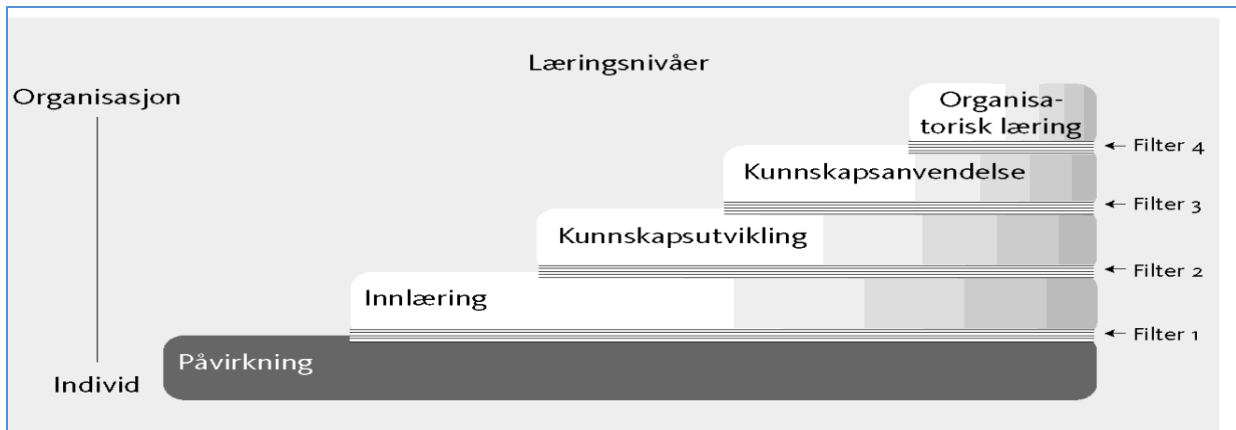 Læringsnivåer
Organisasjon
Organisa-
torisk læring
← Filter 4
Kunnskapsanvendelse
← Filter 3
Kunnskapsutvikling
← Filter 2
Innlæring
← Filter 1
Påvirkning
Individ